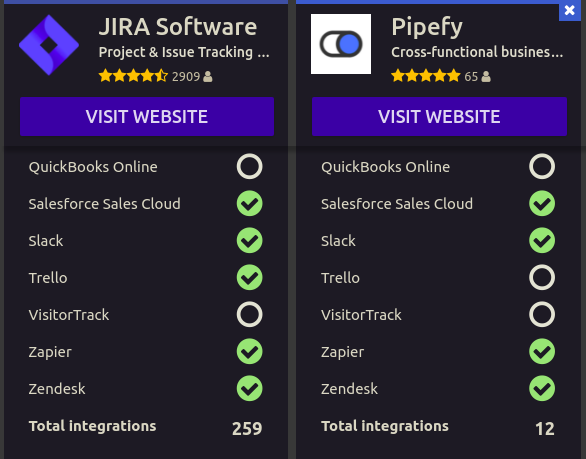 JIRA Software
Project & Issue Tracking ...
2909
VISIT WEBSITE
QuickBooks Online
Salesforce Sales Cloud
Slack
Trello
VisitorTrack
Zapier
Zendesk
Total integrations 259
Pipefy
Cross-functional busines...
65
VISIT WEBSITE
QuickBooks Online
Salesforce Sales Cloud
Slack
Trello
VisitorTrack
Zapier
Zendesk
Total integrations 12